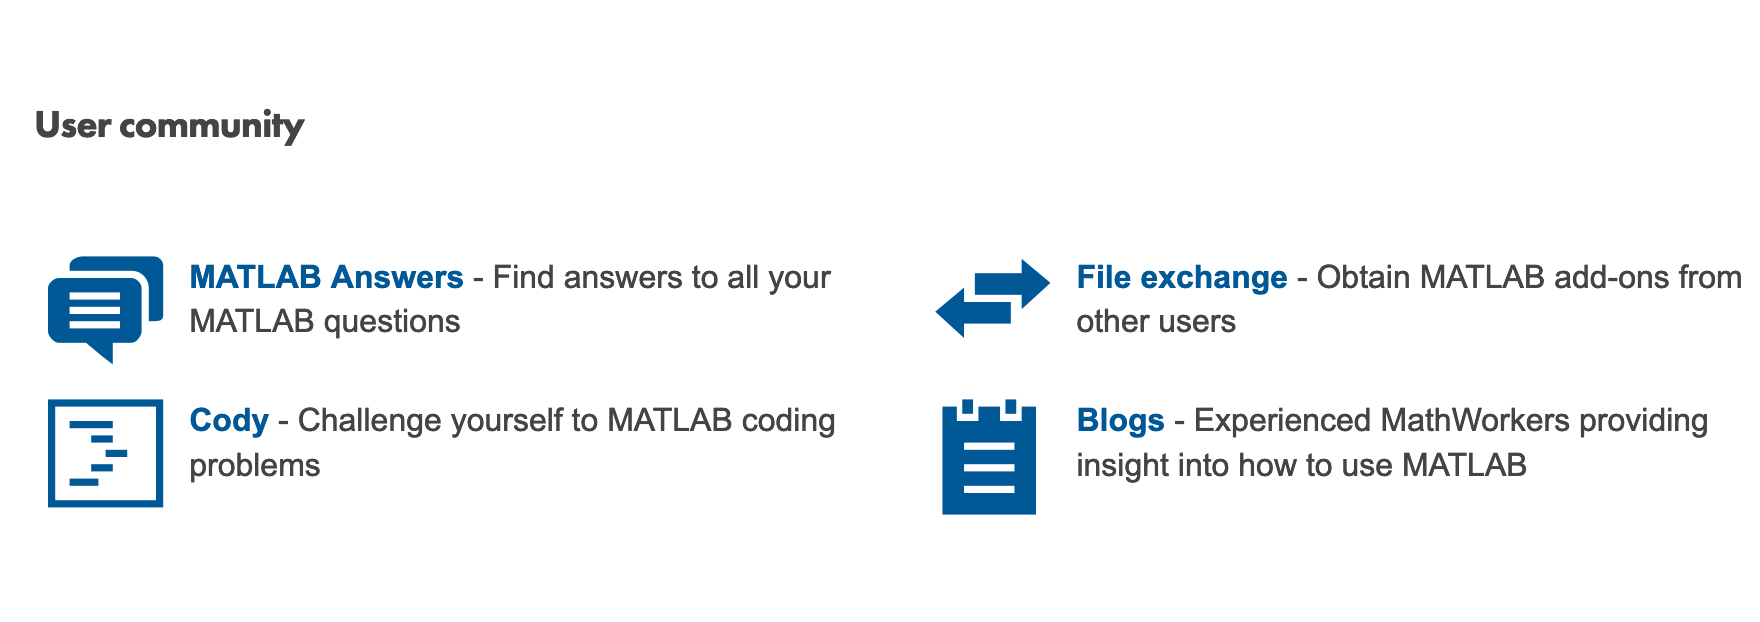 User community
MATLAB Answers - Find answers to all your
MATLAB questions
File exchange - Obtain MATLAB add-ons from
other users
Cody - Challenge yourself to MATLAB coding
problems
Blogs - Experienced MathWorkers providing
insight into how to use MATLAB